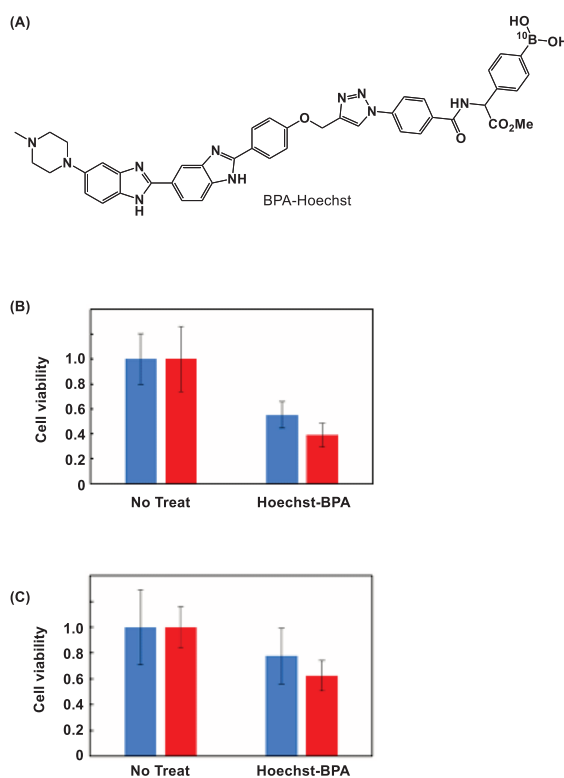 (A)
HO
10B
OH
N=N
N
O
HN
CO2Me
O
N
N
N
N
N
H
N
NH
BPA-Hoechst
(B)
Cell viability
1.0
0.8
0.6
0.4
0.2
0
No Treat
Hoechst-BPA
(C)
Cell viability
1.0
0.8
0.6
0.4
0.2
0
No Treat
Hoechst-BPA